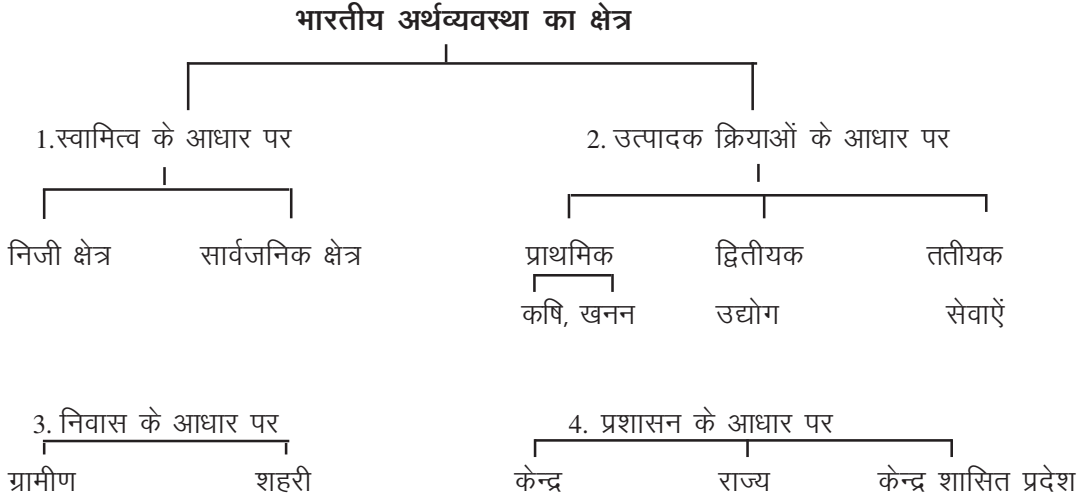 भारतीय अर्थव्यवस्था का क्षेत्र
1.स्वामित्व के आधार पर
2. उत्पादक क्रियाओं के आधार पर
निजी क्षेत्र
सार्वजनिक क्षेत्र
प्राथमिक
द्वितीयक
ततीयक
कषि, खनन
उद्योग
सेवाऐं
3. निवास के आधार पर
4. प्रशासन के आधार पर
ग्रामीण
शहरी
केन्द्र
राज्य
केन्द्र शासित प्रदेश